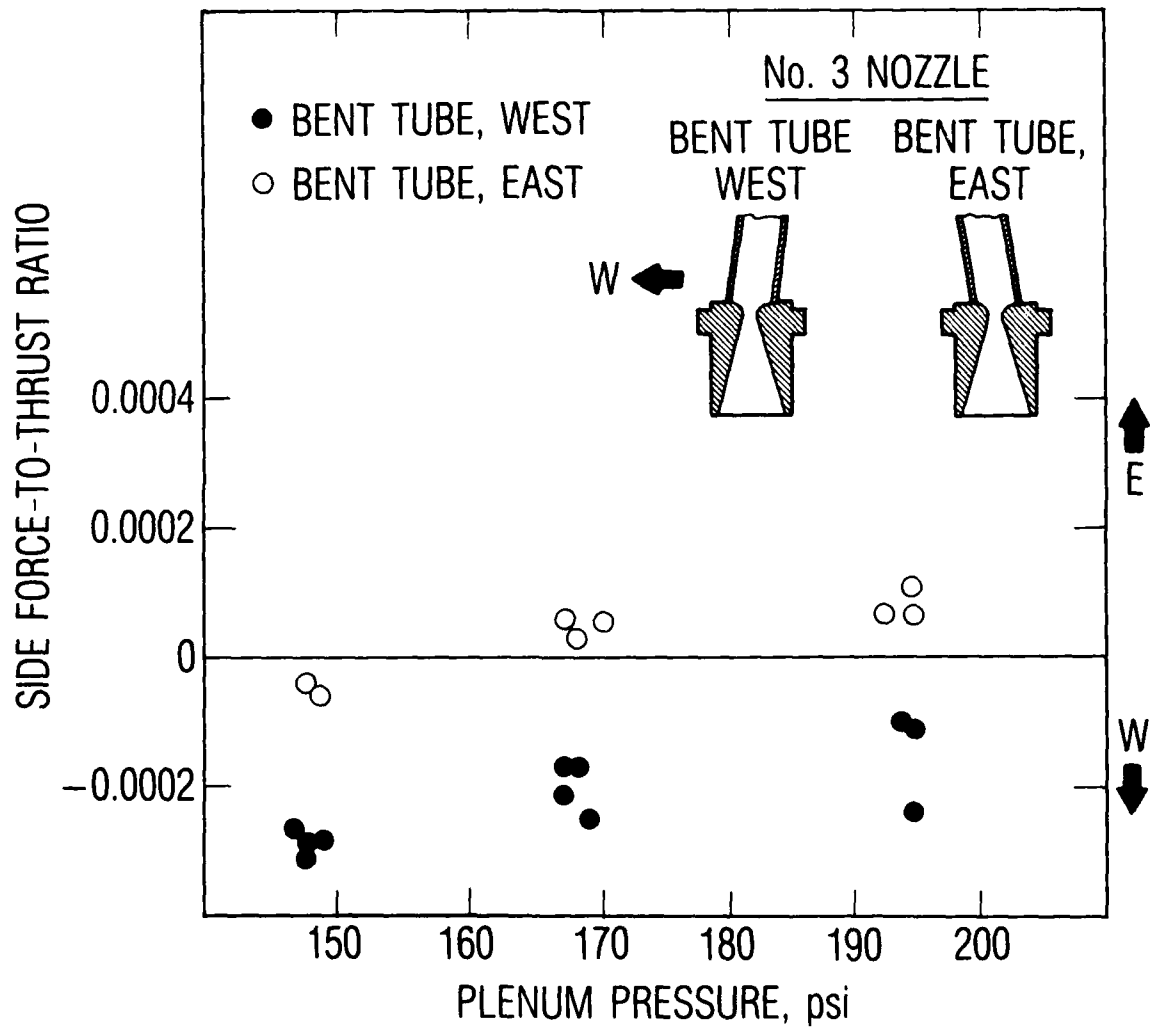 No. 3 NOZZLE
● BENT TUBE, WEST
○ BENT TUBE, EAST
BENT TUBE
WEST
BENT TUBE,
EAST
W
SIDE FORCE-TO-THRUST RATIO
0.0004
0.0002
0
−0.0002
E
W
150 160 170 180 190 200
PLENUM PRESSURE, psi